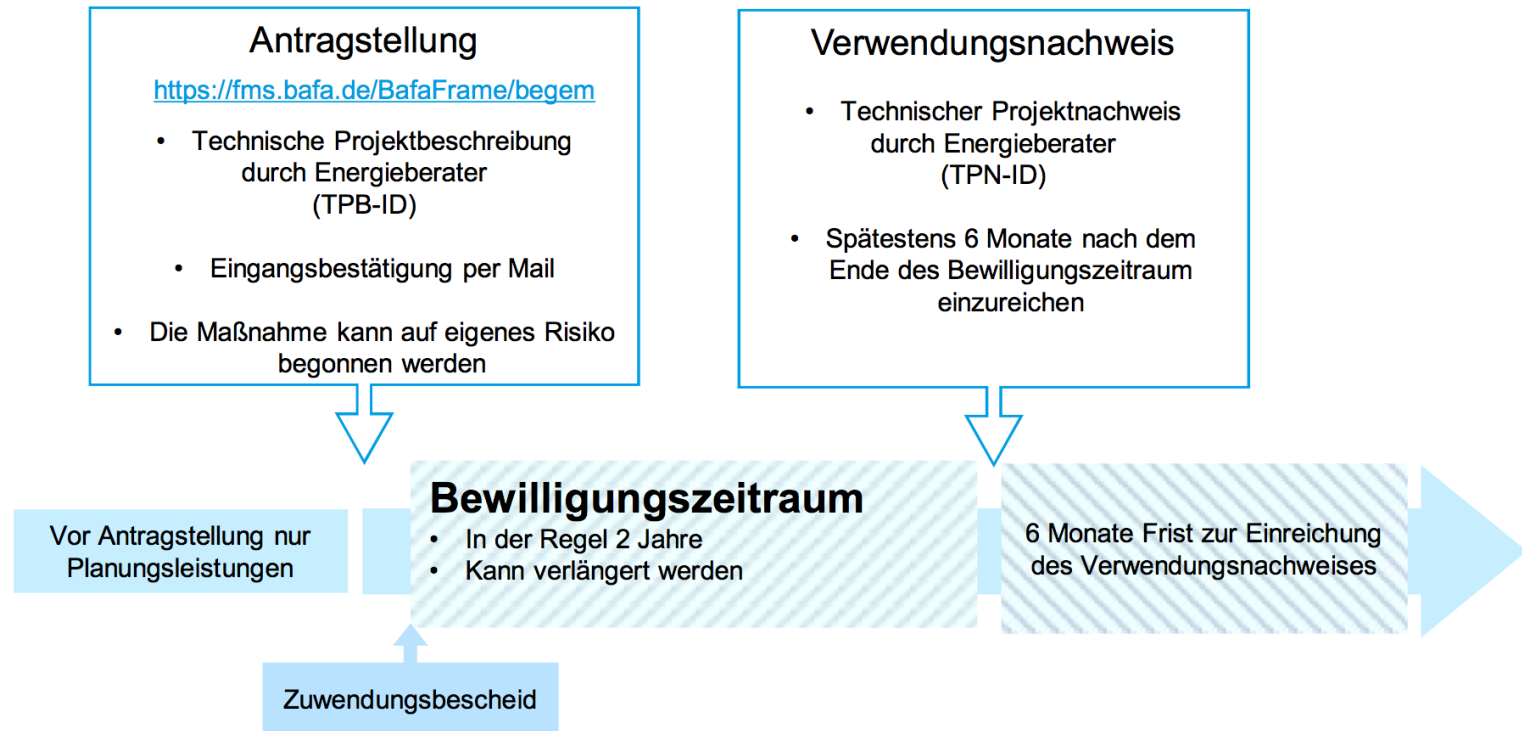 Antragstellung
https://fms.bafa.de/BafaFrame/begem
• Technische Projektbeschreibung
durch Energieberater
(TPB-ID)
• Eingangsbestätigung per Mail
• Die Maßnahme kann auf eigenes Risiko
begonnen werden
Verwendungsnachweis
• Technischer Projektnachweis
durch Energieberater
(TPN-ID)
• Spätestens 6 Monate nach dem
Ende des Bewilligungszeitraum
einzureichen
Vor Antragstellung nur
Planungsleistungen
Bewilligungszeitraum
• In der Regel 2 Jahre
• Kann verlängert werden
6 Monate Frist zur Einreichung
des Verwendungsnachweises
Zuwendungsbescheid